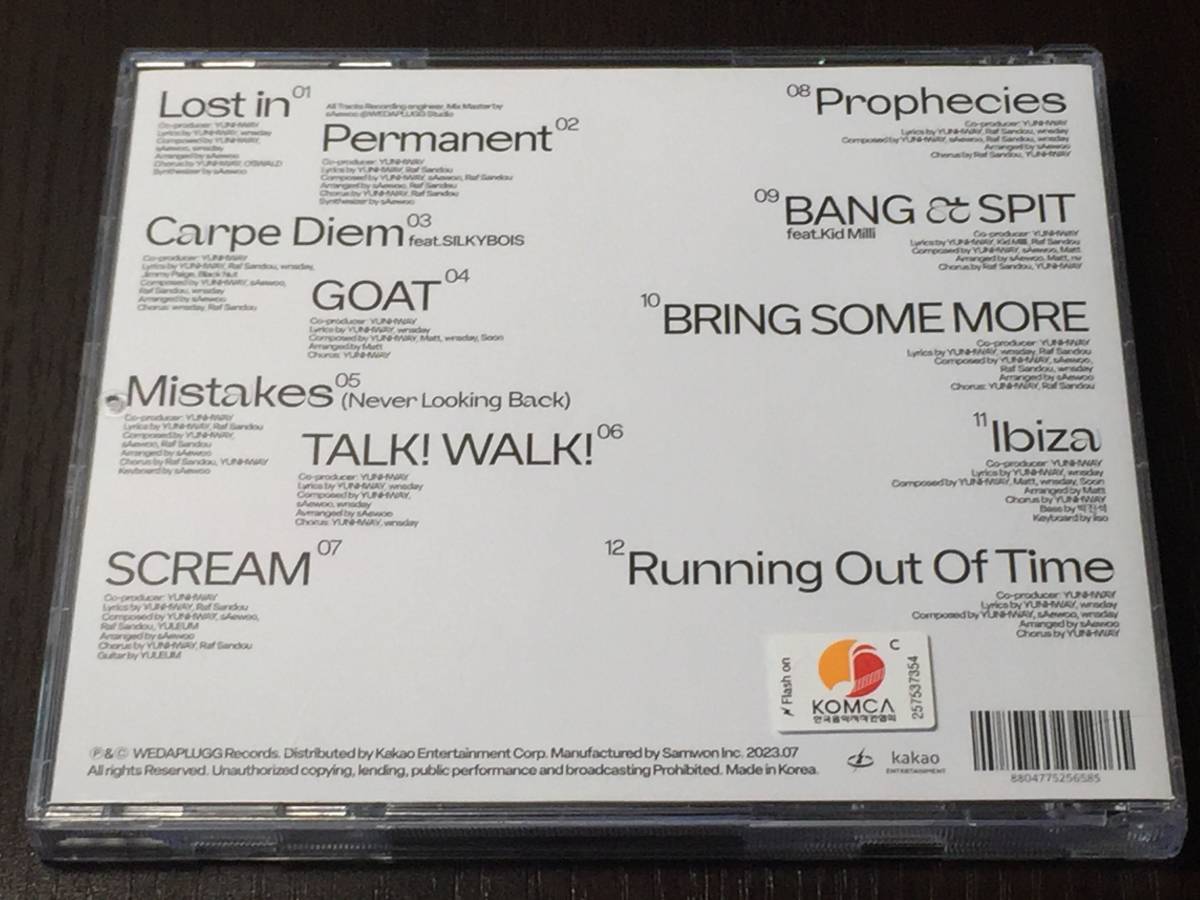 Lost in 01
Co-producer: YUNHWAY
Lyrics by YUNHWAY, wnsday
Composed by YUNHWAY,
sAewoo, wnsday
Arranged by sAewoo
Chorus by YUNHWAY, OSWALD
Synthesizer by sAewoo
All Tracks Recording engineer, Mix Master by
sAewoo @WEDAPLUGG Studio
Permanent 02
Co-producer: YUNHWAY
Lyrics by YUNHWAY, Raf Sandou
Composed by YUNHWAY, sAewoo, Raf Sandou
Arranged by sAewoo, Raf Sandou
Chorus by YUNHWAY, Raf Sandou
Synthesizer by sAewoo
Carpe Diem 03 feat.SILKYBOIS
Co-producer: YUNHWAY
Lyrics by YUNHWAY, Raf Sandou, wnsday,
Jimmy Paige, Black Nut
Composed by YUNHWAY, sAewoo,
Raf Sandou, wnsday
Arranged by sAewoo
Chorus: wnsday, Raf Sandou
GOAT 04
Co-producer: YUNHWAY
Lyrics by YUNHWAY, wnsday
Composed by YUNHWAY, Matt, wnsday, Soon
Arranged by Matt
Chorus: YUNHWAY
Mistakes 05 (Never Looking Back)
Co-producer: YUNHWAY
Lyrics by YUNHWAY, Raf Sandou
Composed by YUNHWAY,
sAewoo, Raf Sandou
Arranged by sAewoo
Chorus by Raf Sandou, YUNHWAY
Keyboard by sAewoo
TALK! WALK! 06
Co-producer: YUNHWAY
Lyrics by YUNHWAY, wnsday
Composed by YUNHWAY,
sAewoo, wnsday
Avrranged by sAewoo
Chorus: YUNHWAY, wnsday
SCREAM 07
Co-producer: YUNHWAY
Lyrics by YUNHWAY, Raf Sandou
Composed by YUNHWAY, sAewoo,
Raf Sandou, YULEUM
Arranged by sAewoo
Chorus by YUNHWAY, Raf Sandou
Guitar by YULEUM
08 Prophecies
Co-producer: YUNHWAY
Lyrics by YUNHWAY, Raf Sandou, wnsday
Composed by YUNHWAY, sAewoo, Raf Sandou, wnsday
Arranged by sAewoo
Chorus by Raf Sandou, YUNHWAY
09 BANG & SPIT
feat.Kid Milli
Co-producer: YUNHWAY
Lyrics by YUNHWAY, Kid Milli, Raf Sandou
Composed by YUNHWAY, sAewoo, Matt
Arranged by sAewoo, Matt,
Chorus by Raf Sandou, YUNHWAY
10 BRING SOME MORE
Co-producer: YUNHWAY
Lyrics by YUNHWAY, wnsday, Raf Sandou
Composed by YUNHWAY, sAewoo,
Raf Sandou, wnsday
Arranged by sAewoo
Chorus: YUNHWAY, Raf Sandou
11 Ibiza
Co-producer: YUNHWAY
Lyrics by YUNHWAY, wnsday
Composed by YUNHWAY, Matt, wnsday, Soon
Arranged by Matt
Chorus by YUNHWAY
Bass by 박진석
Keyboard by
12 Running Out Of Time
Co-producer: YUNHWAY
Lyrics by YUNHWAY, wnsday
Composed by YUNHWAY, sAewoo, wnsday
Arranged by sAewoo
Chorus by YUNHWAY
Flash on
C
KOMCA
한국음악저작권협회
257537354
℗&© WEDAPLUGG Records. Distributed by Kakao Entertainment Corp. Manufactured by Samwon Inc. 2023.07
All rights Reserved. Unauthorized copying, lending, public performance and broadcasting Prohibited. Made in Korea.
kakao
ENTERTAINMENT
8804775256585